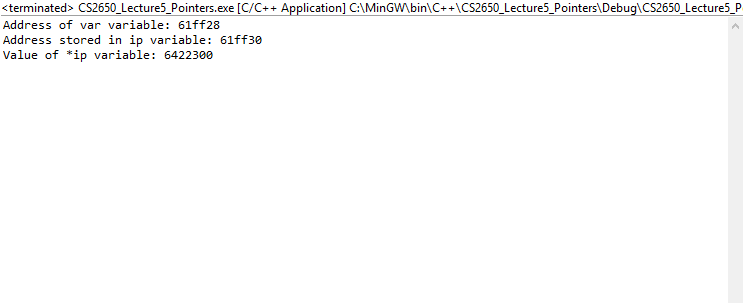 <terminated> CS2650_Lecture5_Pointers.exe [C/C++ Application] C:\MinGW\bin\C++\CS2650_Lecture5_Pointers\Debug\CS2650_Lecture5_P
Address of var variable: 61ff28
Address stored in ip variable: 61ff30
Value of *ip variable: 6422300